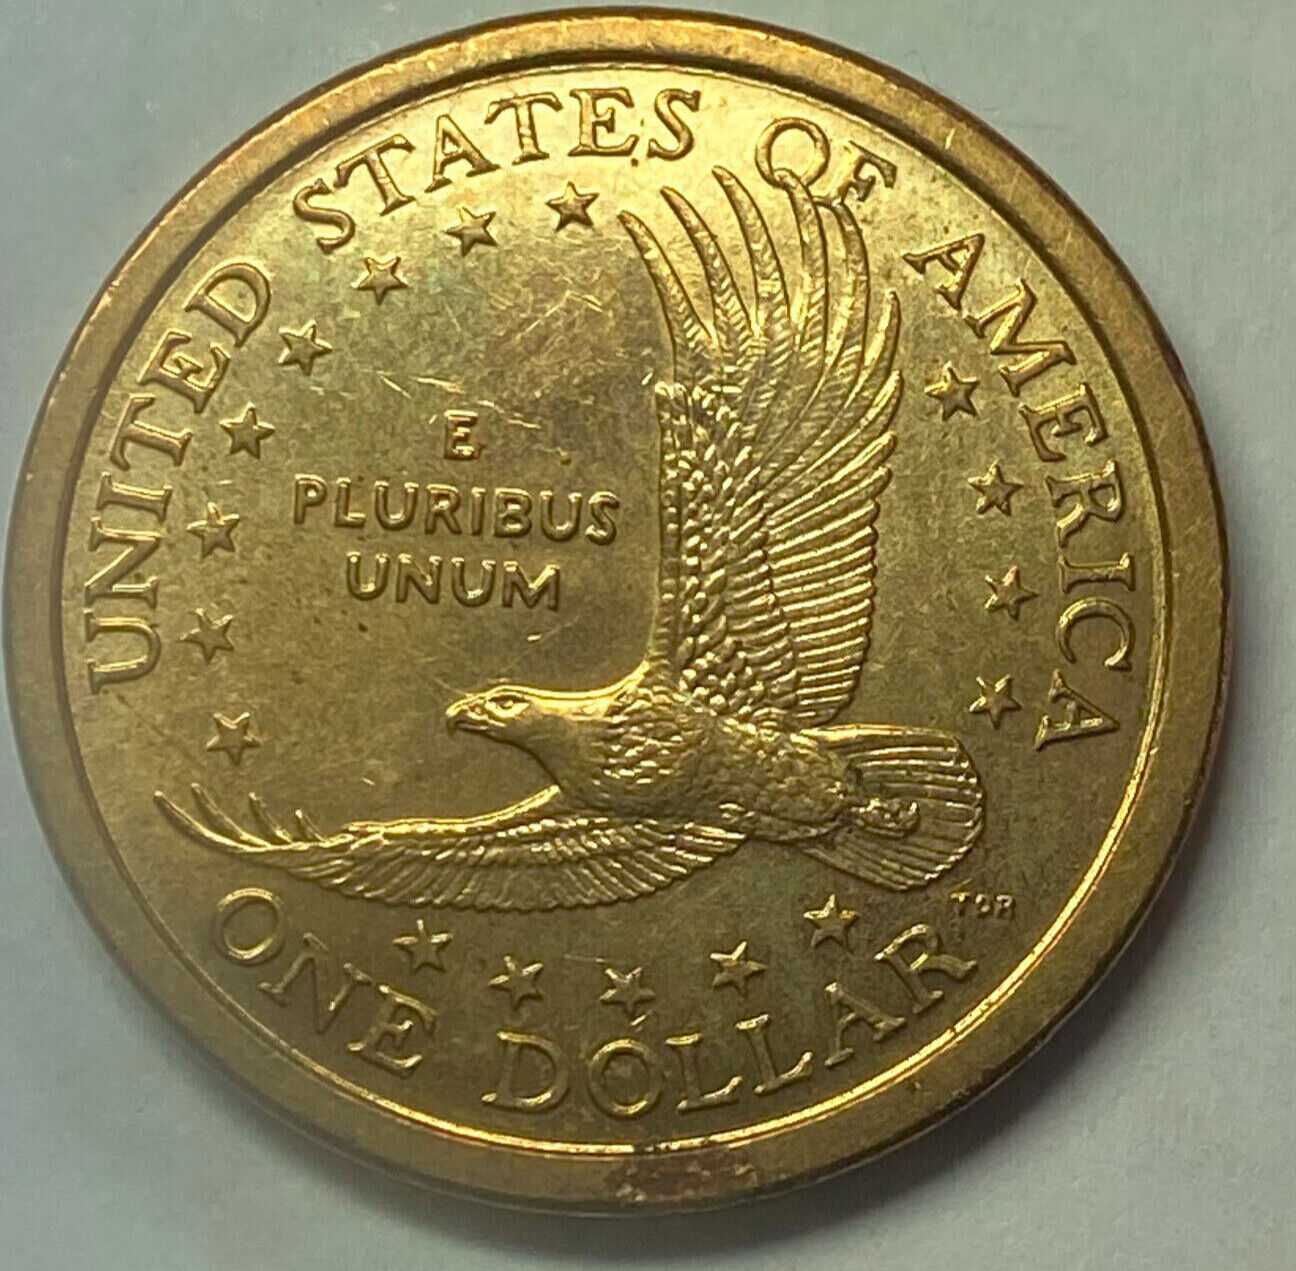 UNITED STATES OF AMERICA
E
PLURIBUS
UNUM
TDR
ONE DOLLAR